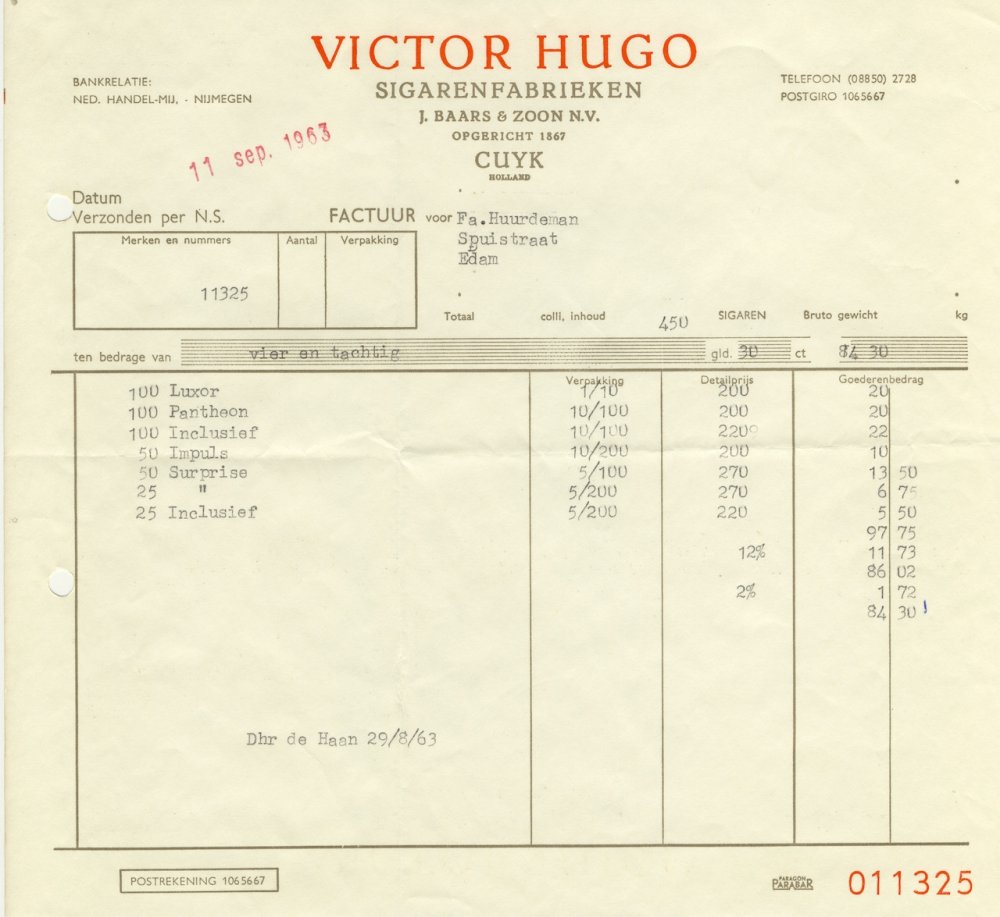 VICTOR HUGO
SIGARENFABRIEKEN
J. BAARS & ZOON N.V.
OPGERICHT 1867
CUYK
HOLLAND
BANKRELATIE:
NED. HANDEL-MIJ, - NIJMEGEN
TELEFOON (08850) 2728
POSTGIRO 1065667
11 sep. 1963
Datum
Verzonden per N.S.
FACTUUR voor Fa.Huurdeman
Spuistraat
Edam
Merken en nummers Aantal Verpakking
11325
Totaal colli, inhoud 450 SIGAREN Bruto gewicht kg
ten bedrage van vier en tachtig gld. 30 ct 84 30
Verpakking Detailprijs Goederenbedrag
100 Luxor 1/10 200 20
100 Pantheon 10/100 200 20
100 Inclusief 10/100 220 22
50 Impuls 10/200 200 10
50 Surprise 5/100 270 13 50
25 " 5/200 270 6 75
25 Inclusief 5/200 220 5 50
97 75
12% 11 73
86 02
2% 1 72
84 30
Dhr de Haan 29/8/63
POSTREKENING 1065667
PARAGON
PARABAR
011325